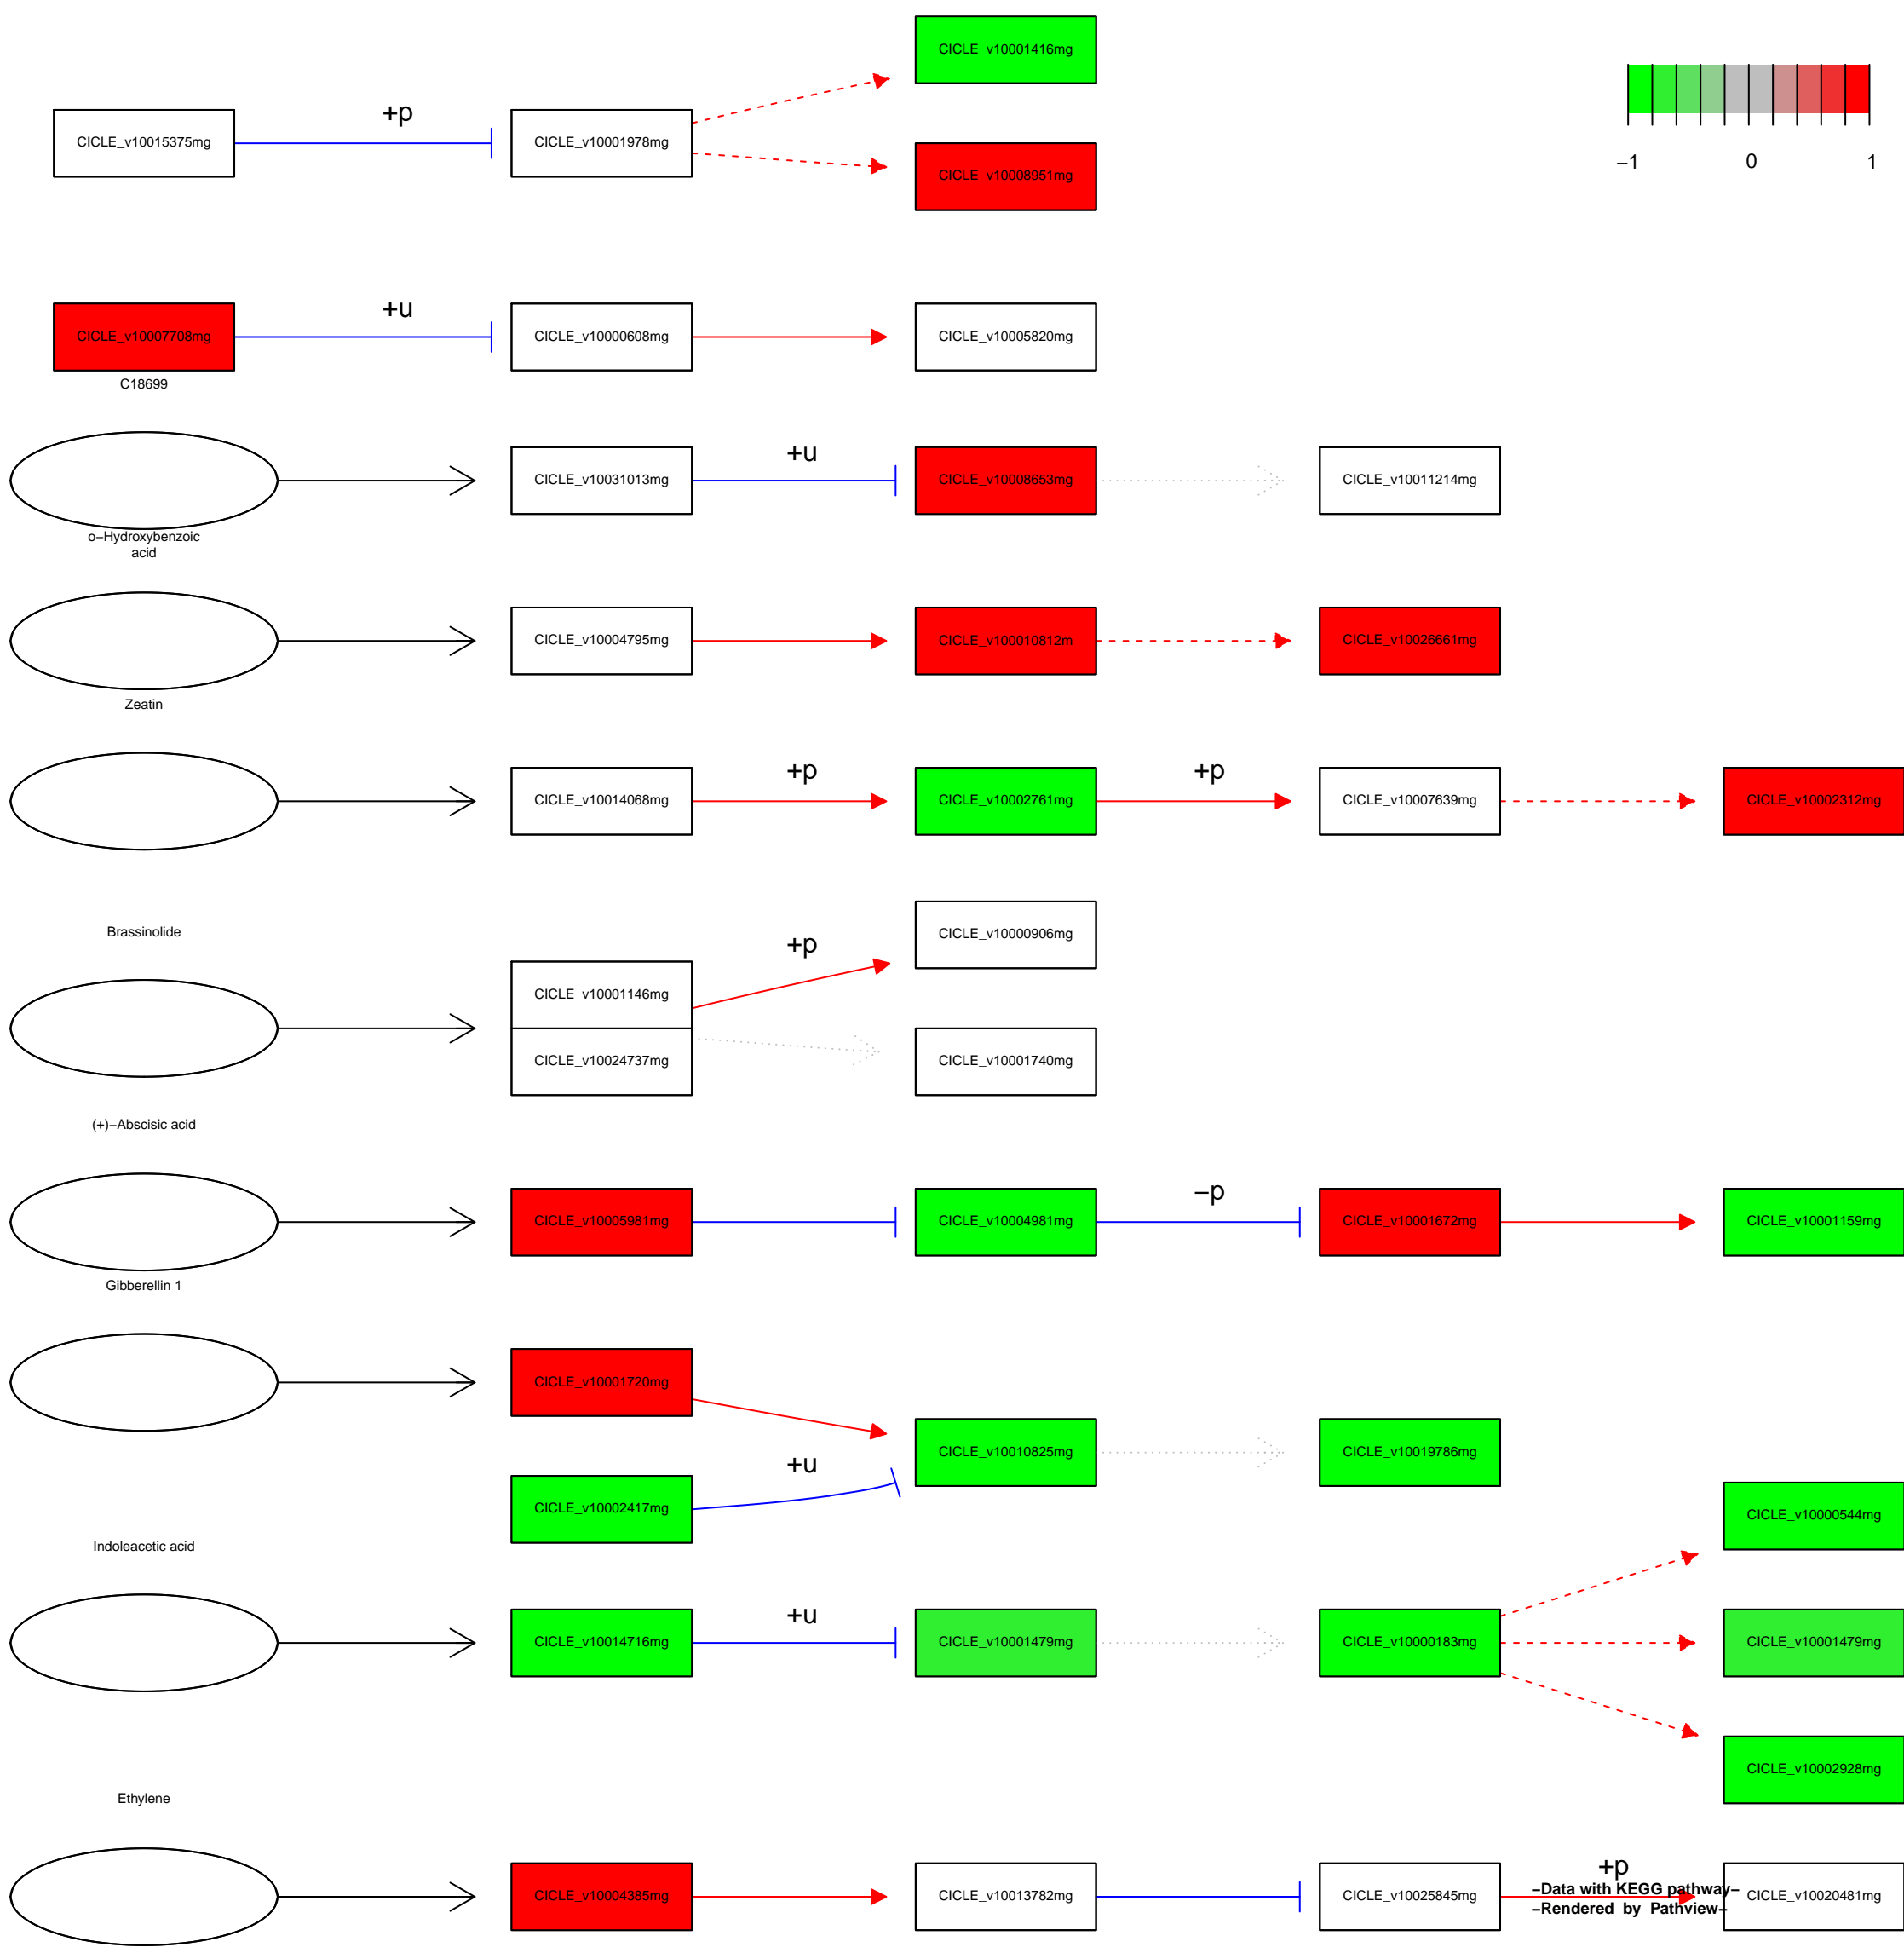 CICLE_v10001416mg
+p
CICLE_v10015375mg
CICLE_v10001978mg
CICLE_v10008951mg
−1 0 1
+u
CICLE_v10007708mg
CICLE_v10000608mg
CICLE_v10005820mg
C18699
+u
CICLE_v10031013mg
CICLE_v10008653mg
CICLE_v10011214mg
o−Hydroxybenzoic
acid
CICLE_v10004795mg
CICLE_v100010812m
CICLE_v10026661mg
Zeatin
+p
+p
CICLE_v10014068mg
CICLE_v10002761mg
CICLE_v10007639mg
CICLE_v10002312mg
Brassinolide
+p
CICLE_v10000906mg
CICLE_v10001146mg
CICLE_v10024737mg
CICLE_v10001740mg
(+)−Abscisic acid
−p
CICLE_v10005981mg
CICLE_v10004981mg
CICLE_v10001672mg
CICLE_v10001159mg
Gibberellin 1
CICLE_v10001720mg
CICLE_v10010825mg
CICLE_v10019786mg
+u
CICLE_v10002417mg
CICLE_v10000544mg
Indoleacetic acid
+u
CICLE_v10014716mg
CICLE_v10001479mg
CICLE_v10000183mg
CICLE_v10001479mg
CICLE_v10002928mg
Ethylene
+p
CICLE_v10004385mg
CICLE_v10013782mg
CICLE_v10025845mg
CICLE_v10020481mg
−Data with KEGG pathway−
−Rendered by Pathview−